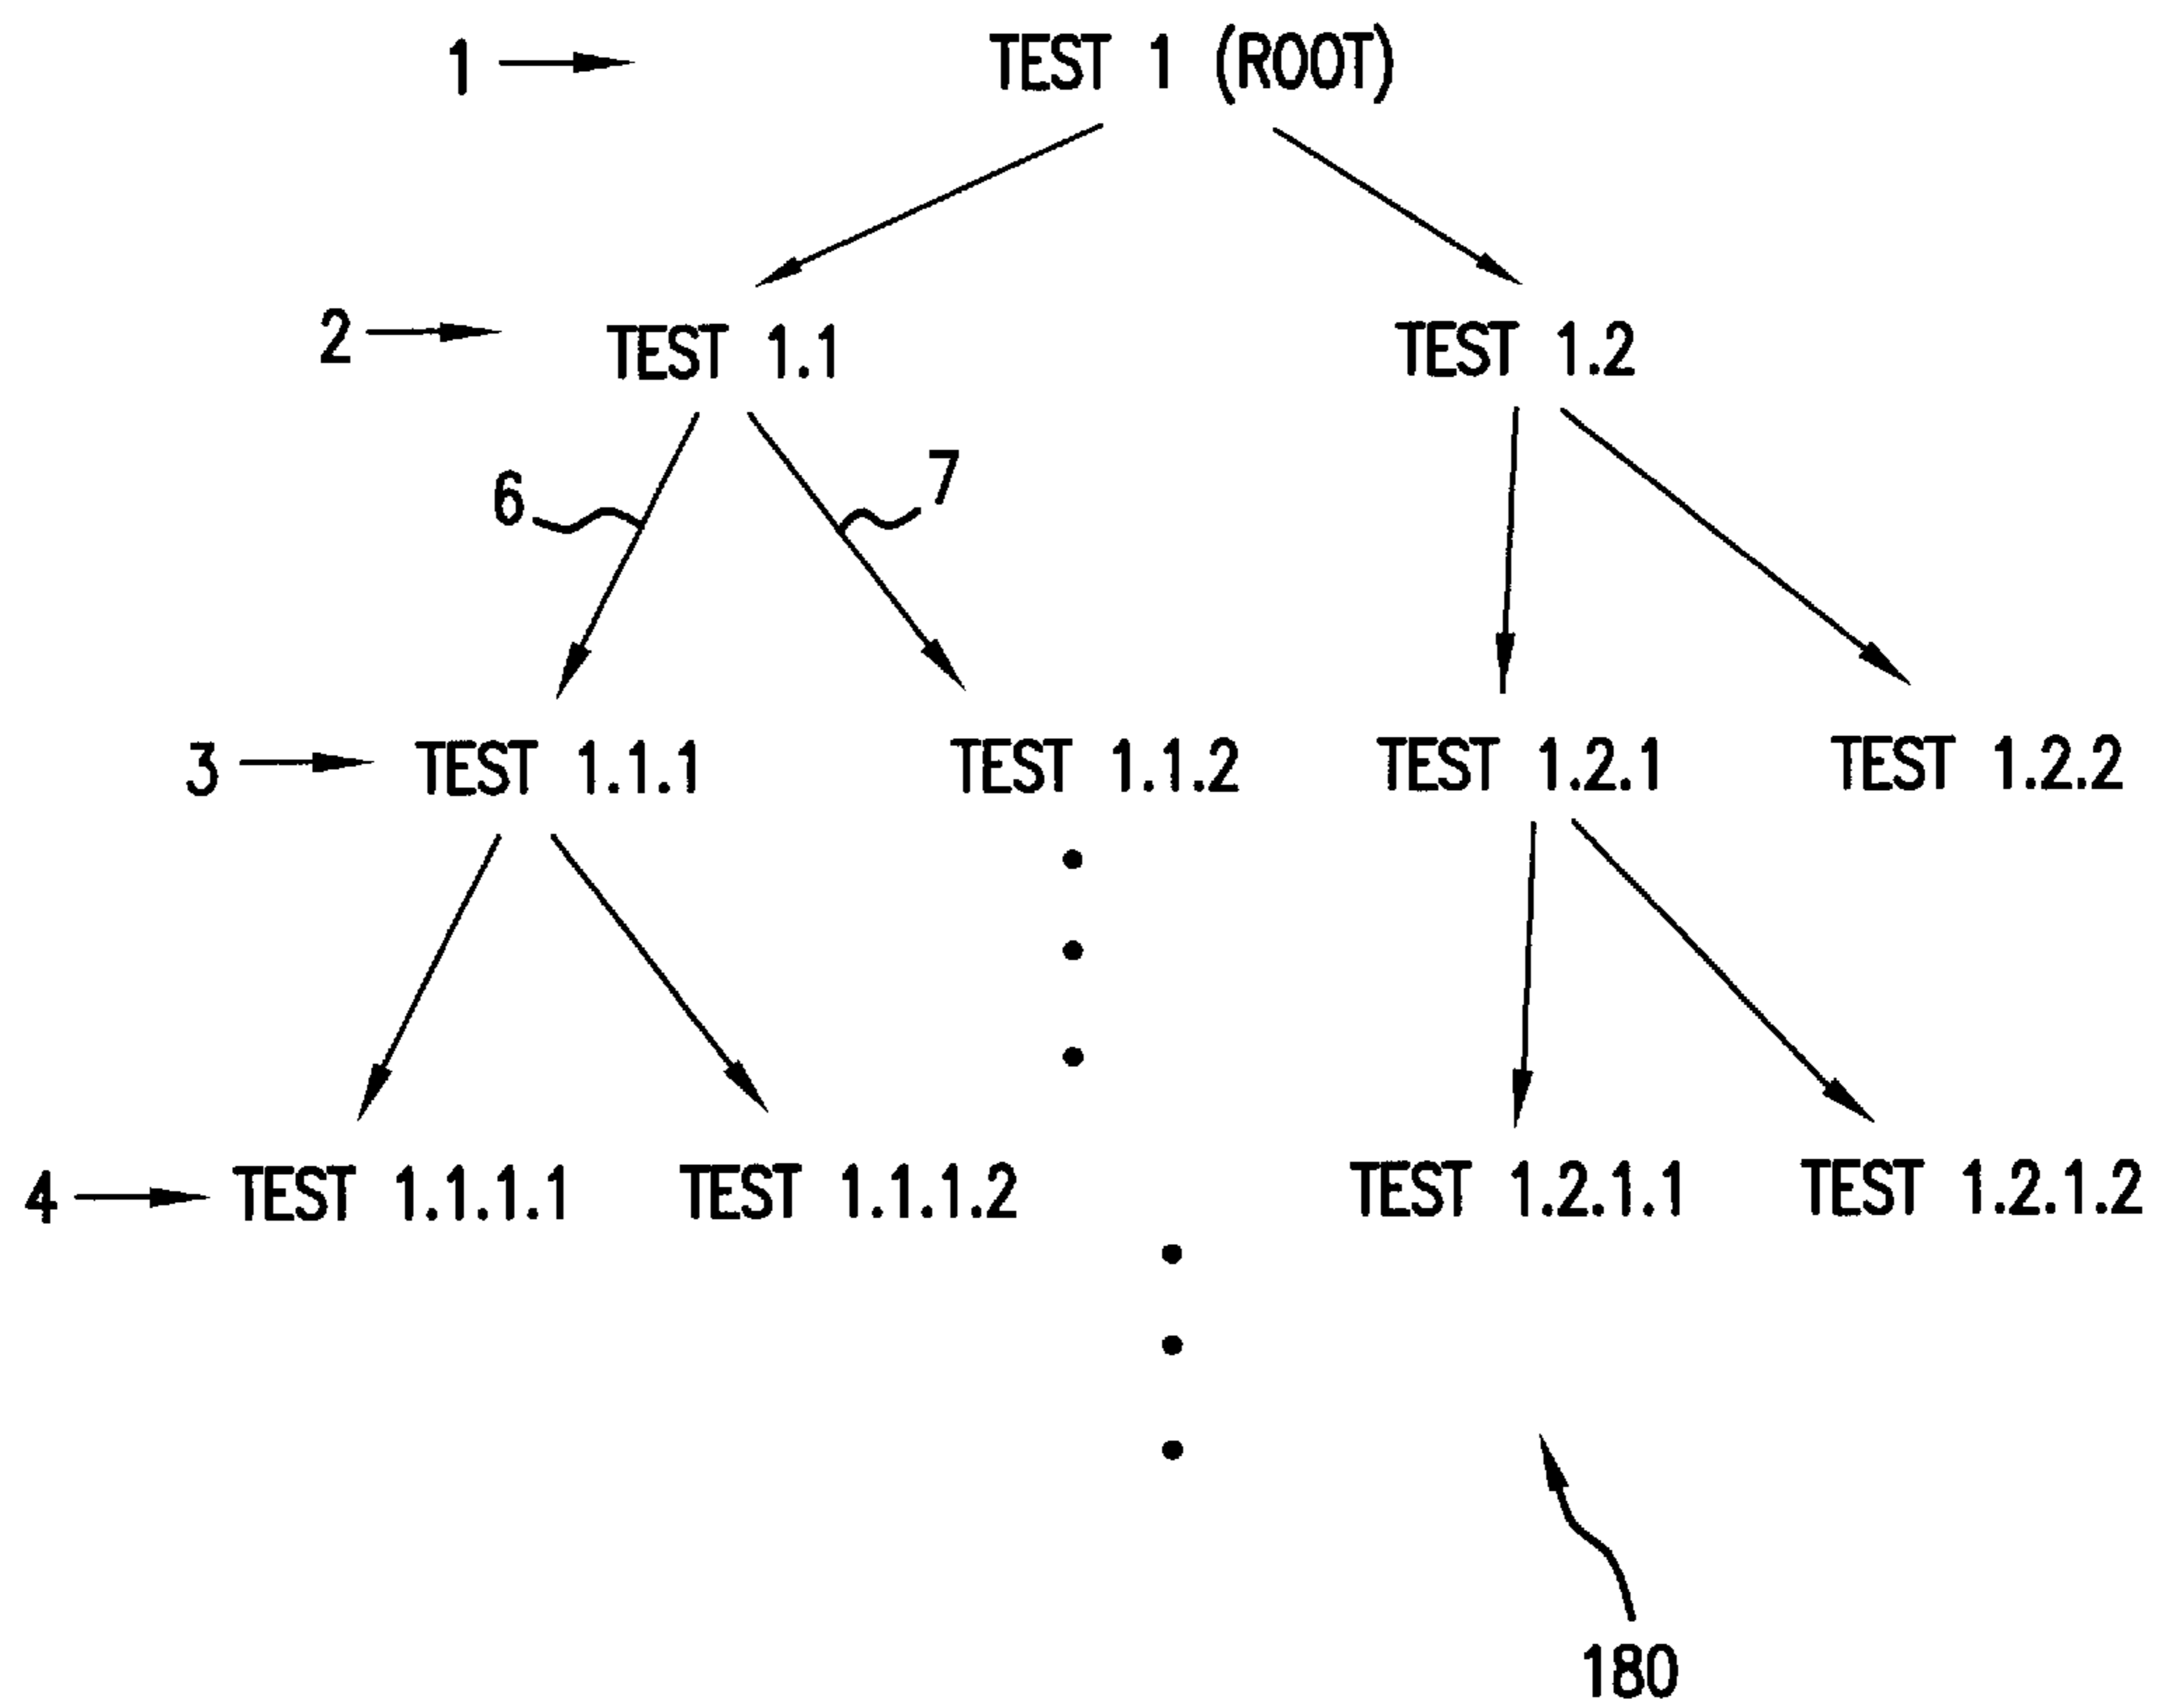 1 TEST 1 (ROOT)
2 TEST 1.1 TEST 1.2
6 7
3 TEST 1.1.1 TEST 1.1.2 TEST 1.2.1 TEST 1.2.2
4 TEST 1.1.1.1 TEST 1.1.1.2 TEST 1.2.1.1 TEST 1.2.1.2
180